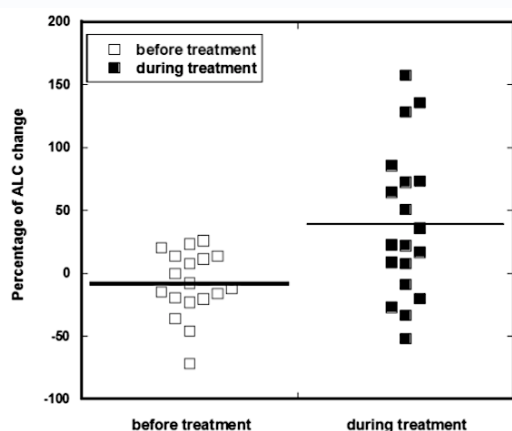 200
before treatment
during treatment
150
100
50
0
-50
-100
Percentage of ALC change
before treatment
during treatment